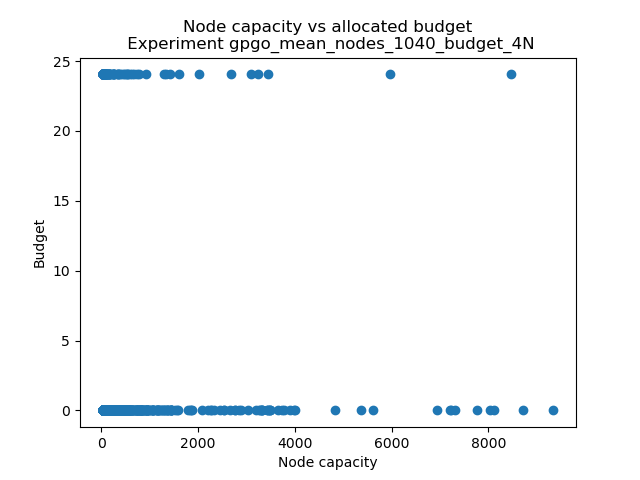 Node capacity vs allocated budget
Experiment gpgo_mean_nodes_1040_budget_4N
25
20
15
10
5
0
Budget
0 2000 4000 6000 8000
Node capacity